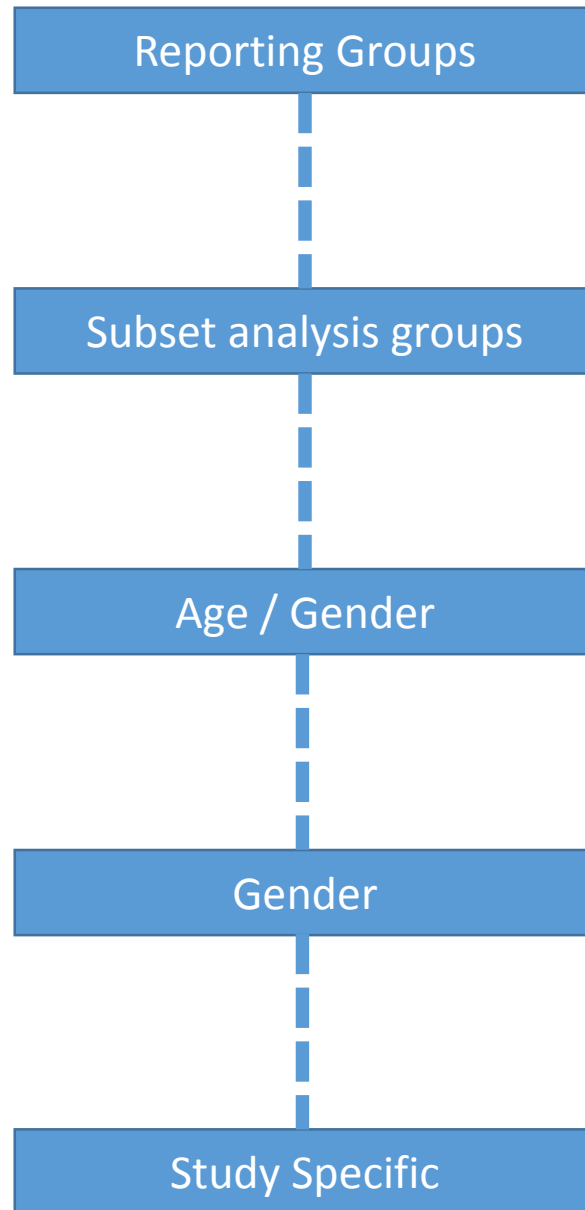 Reporting Groups
Subset analysis groups
Age / Gender
Gender
Study Specific